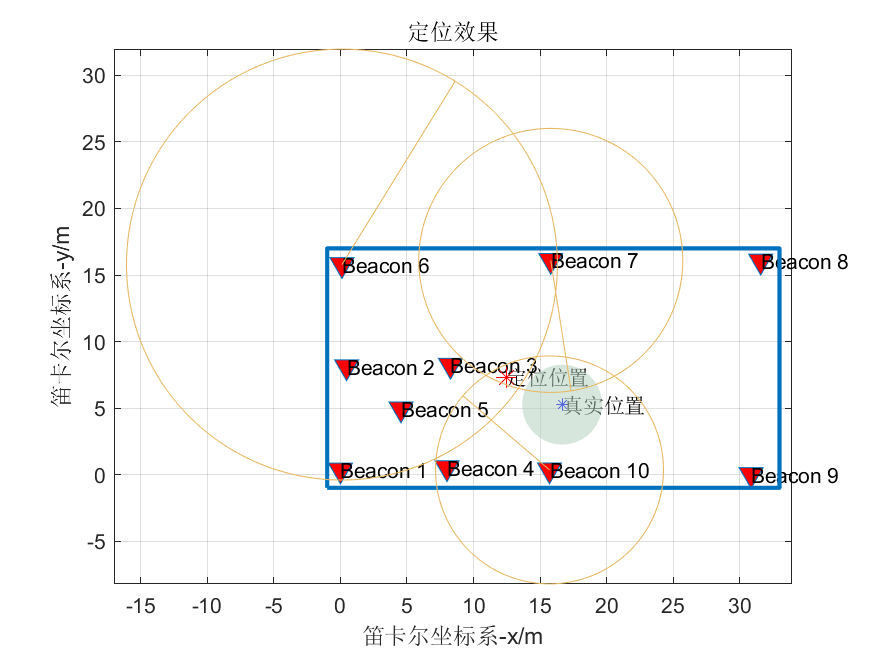 定位效果
笛卡尔坐标系-y/m
30
25
20
15
10
5
0
-5
Beacon 6
Beacon 7
Beacon 8
Beacon 2
Beacon 3
定位位置
Beacon 5
真实位置
Beacon 1
Beacon 4
Beacon 10
Beacon 9
-15
-10
-5
0
5
10
15
20
25
30
笛卡尔坐标系-x/m